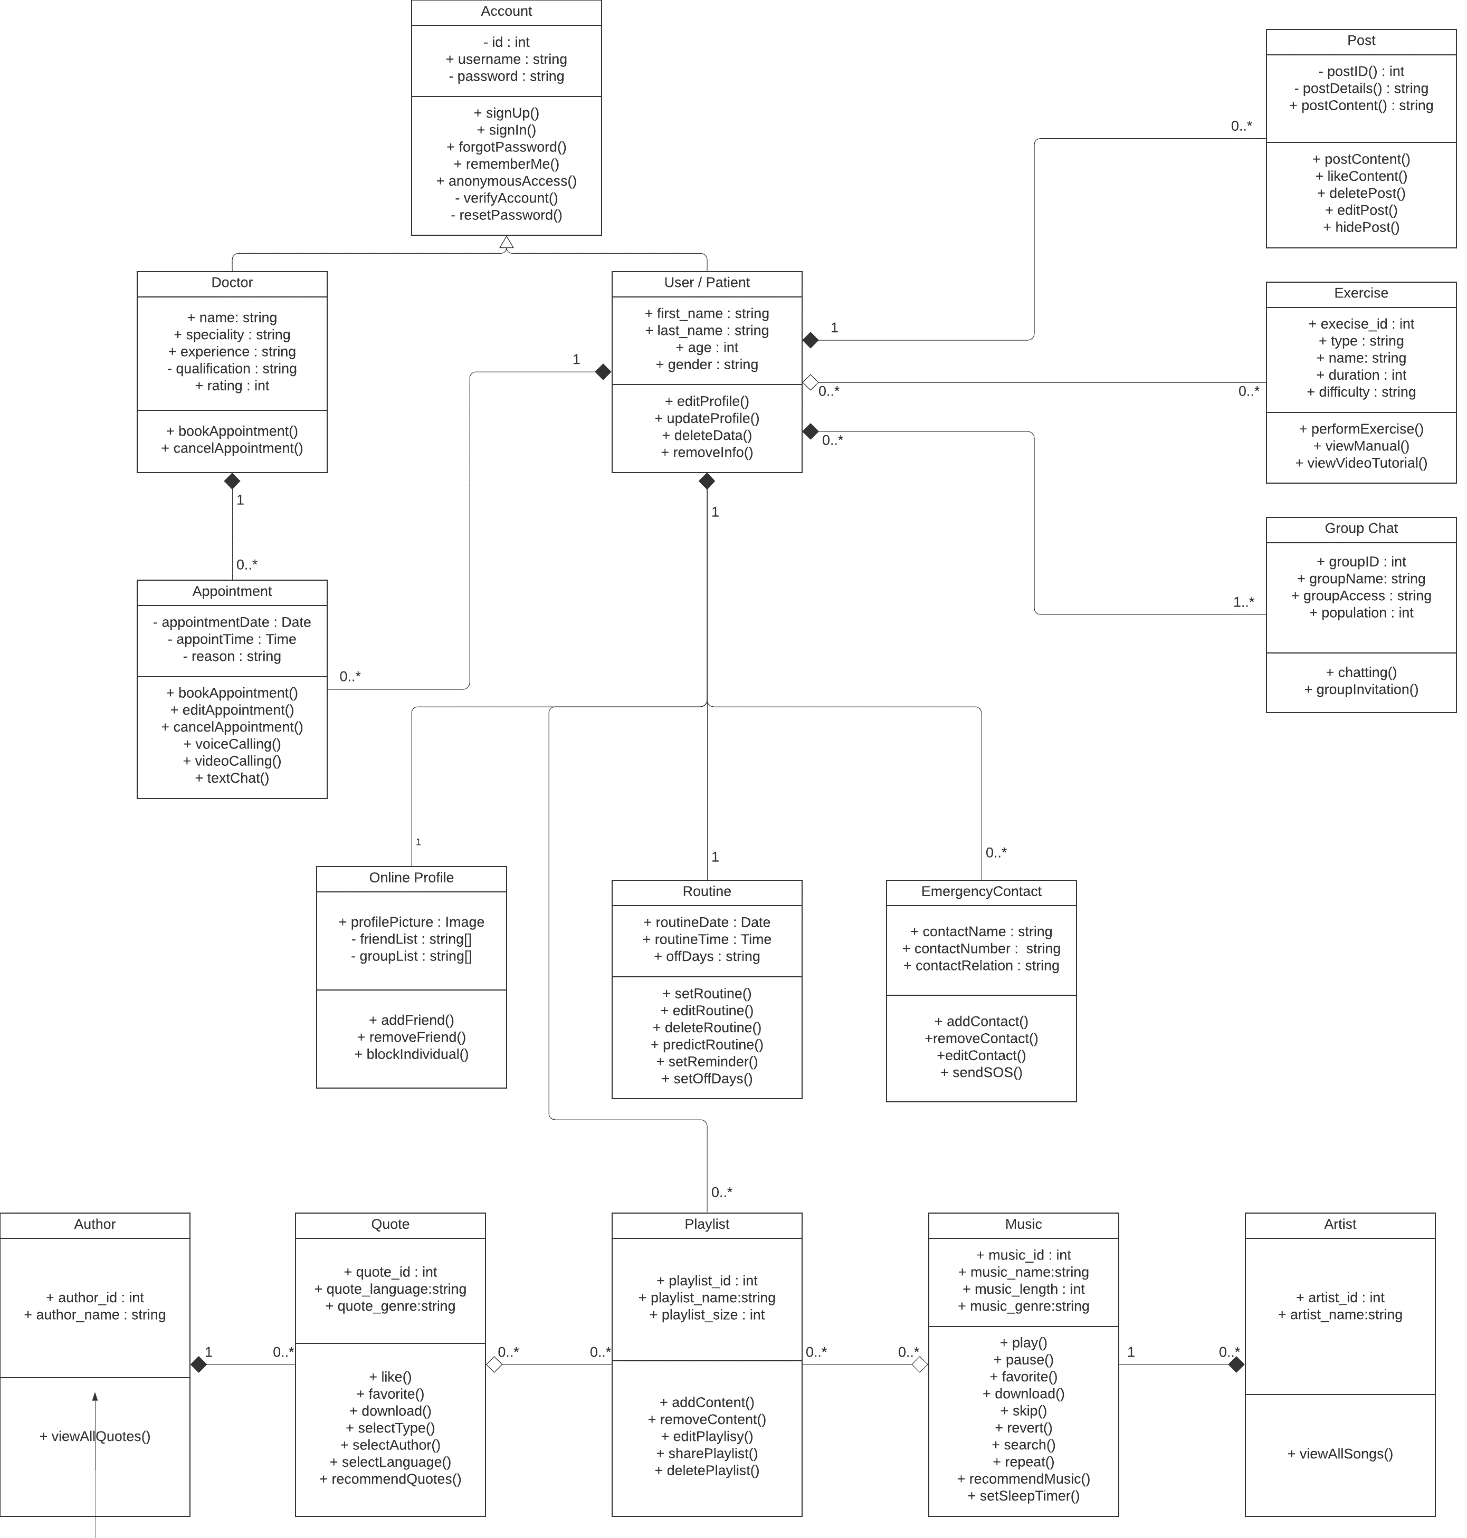 Account
- id : int
+ username : string
- password : string
+ signUp()
+ signIn()
+ forgotPassword()
+ rememberMe()
+ anonymousAccess()
- verifyAccount()
- resetPassword()
Post
- postID() : int
- postDetails() : string
+ postContent() : string
+ postContent()
+ likeContent()
+ deletePost()
+ editPost()
+ hidePost()
0..*
Doctor
+ name: string
+ speciality : string
+ experience : string
- qualification : string
+ rating : int
+ bookAppointment()
+ cancelAppointment()
User / Patient
+ first_name : string
+ last_name : string
+ age : int
+ gender : string
+ editProfile()
+ updateProfile()
+ deleteData()
+ removeInfo()
1
1
0..*
0..*
0..*
1
Exercise
+ execise_id : int
+ type : string
+ name: string
+ duration : int
+ difficulty : string
+ performExercise()
+ viewManual()
+ viewVideoTutorial()
1
0..*
Group Chat
+ groupID : int
+ groupName: string
+ groupAccess : string
+ population : int
+ chatting()
+ groupInvitation()
1..*
Appointment
- appointmentDate : Date
- appointTime : Time
- reason : string
+ bookAppointment()
+ editAppointment()
+ cancelAppointment()
+ voiceCalling()
+ videoCalling()
+ textChat()
0..*
1
1
0..*
Online Profile
+ profilePicture : Image
- friendList : string[]
- groupList : string[]
+ addFriend()
+ removeFriend()
+ blockIndividual()
Routine
+ routineDate : Date
+ routineTime : Time
+ offDays : string
+ setRoutine()
+ editRoutine()
+ deleteRoutine()
+ predictRoutine()
+ setReminder()
+ setOffDays()
EmergencyContact
+ contactName : string
+ contactNumber :  string
+ contactRelation : string
+ addContact()
+removeContact()
+editContact()
+ sendSOS()
0..*
Author
+ author_id : int
+ author_name : string
+ viewAllQuotes()
1
0..*
Quote
+ quote_id : int
+ quote_language:string
+ quote_genre:string
+ like()
+ favorite()
+ download()
+ selectType()
+ selectAuthor()
+ selectLanguage()
+ recommendQuotes()
0..*
0..*
Playlist
+ playlist_id : int
+ playlist_name:string
+ playlist_size : int
+ addContent()
+ removeContent()
+ editPlaylisy()
+ sharePlaylist()
+ deletePlaylist()
0..*
0..*
Music
+ music_id : int
+ music_name:string
+ music_length : int
+ music_genre:string
+ play()
+ pause()
+ favorite()
+ download()
+ skip()
+ revert()
+ search()
+ repeat()
+ recommendMusic()
+ setSleepTimer()
1
0..*
Artist
+ artist_id : int
+ artist_name:string
+ viewAllSongs()